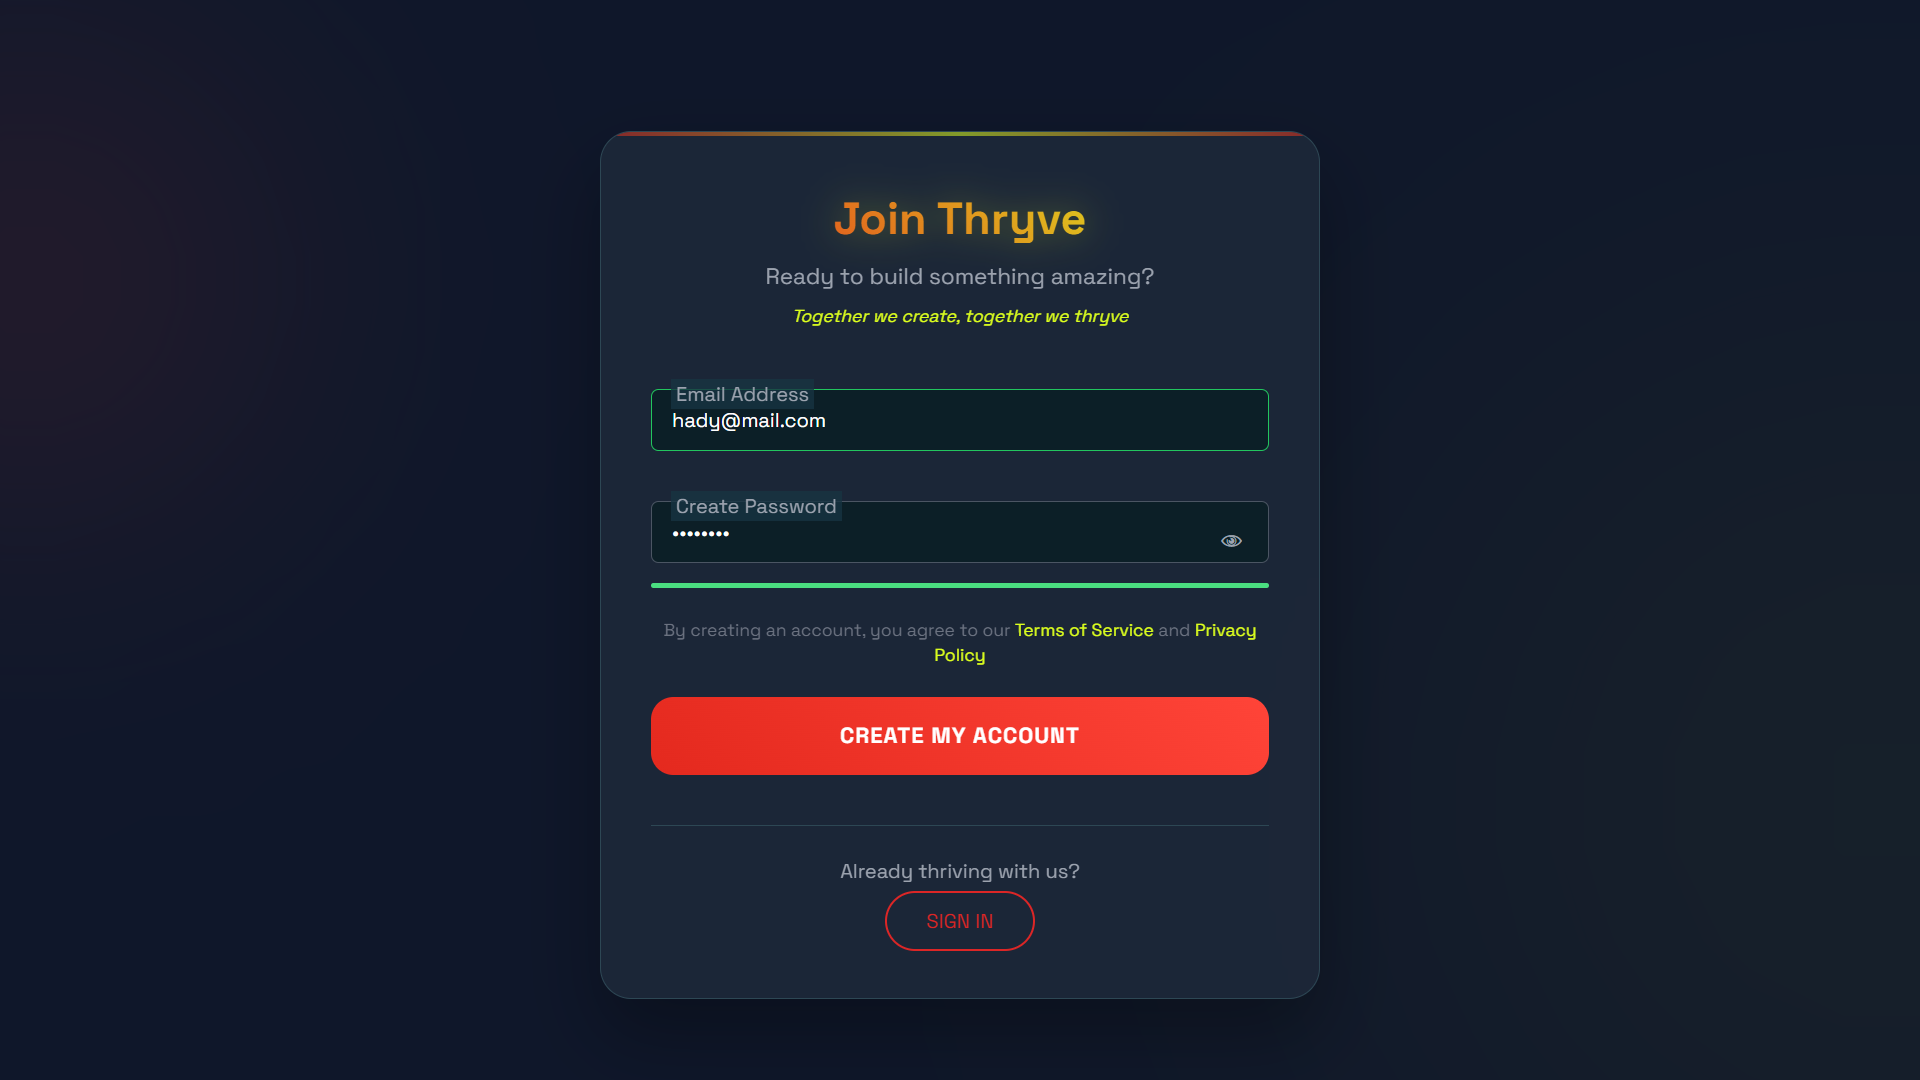 Join Thryve
Ready to build something amazing?
Together we create, together we thryve
Email Address
hady@mail.com
Create Password
••••••••
By creating an account, you agree to our Terms of Service and Privacy
Policy
CREATE MY ACCOUNT
Already thriving with us?
SIGN IN